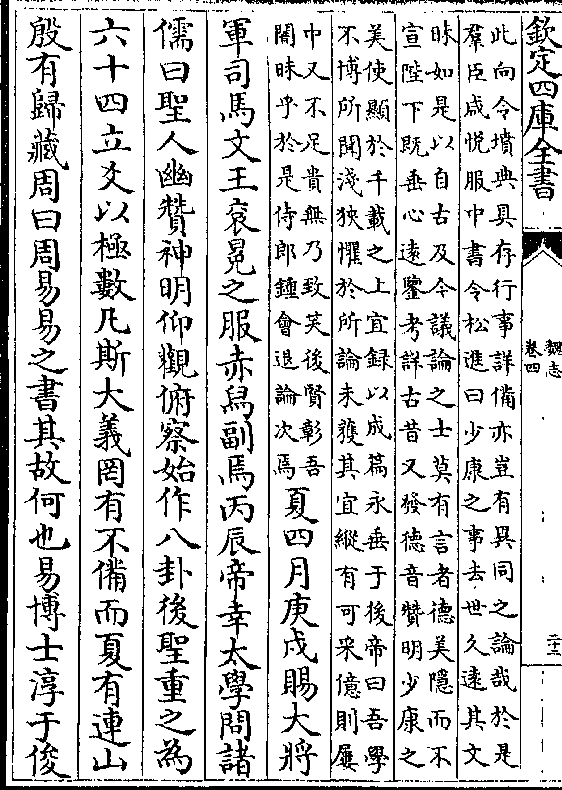 欽定四庫全書
魏志
卷四
二十二
此向令墳典具存行事詳備亦豈有異同之論哉於是
羣臣咸悅服中書令松進曰少康之事去世久遠其文
昧如是以自古及今議論之士莫有言者德美隱而不
宣陛下既垂心遠鑒考詳古昔又發德音贊明少康之
美使顯於千載之上宜録以成篇永垂于後帝曰吾學
不博所聞淺狹懼於所論未獲其宜縱有可采億則屢
中又不足貴無乃致笑後賢彰吾
闇昧乎於是侍郎鍾會退論次焉
夏四月庚戌賜大將
軍司馬文王衮冕之服赤舄副焉丙辰帝幸太學問諸
儒曰聖人幽贊神明仰觀俯察始作八卦後聖重之為
六十四立爻以極數凡斯大義罔有不備而夏有連山
殷有歸藏周曰周易易之書其故何也易博士淳于俊